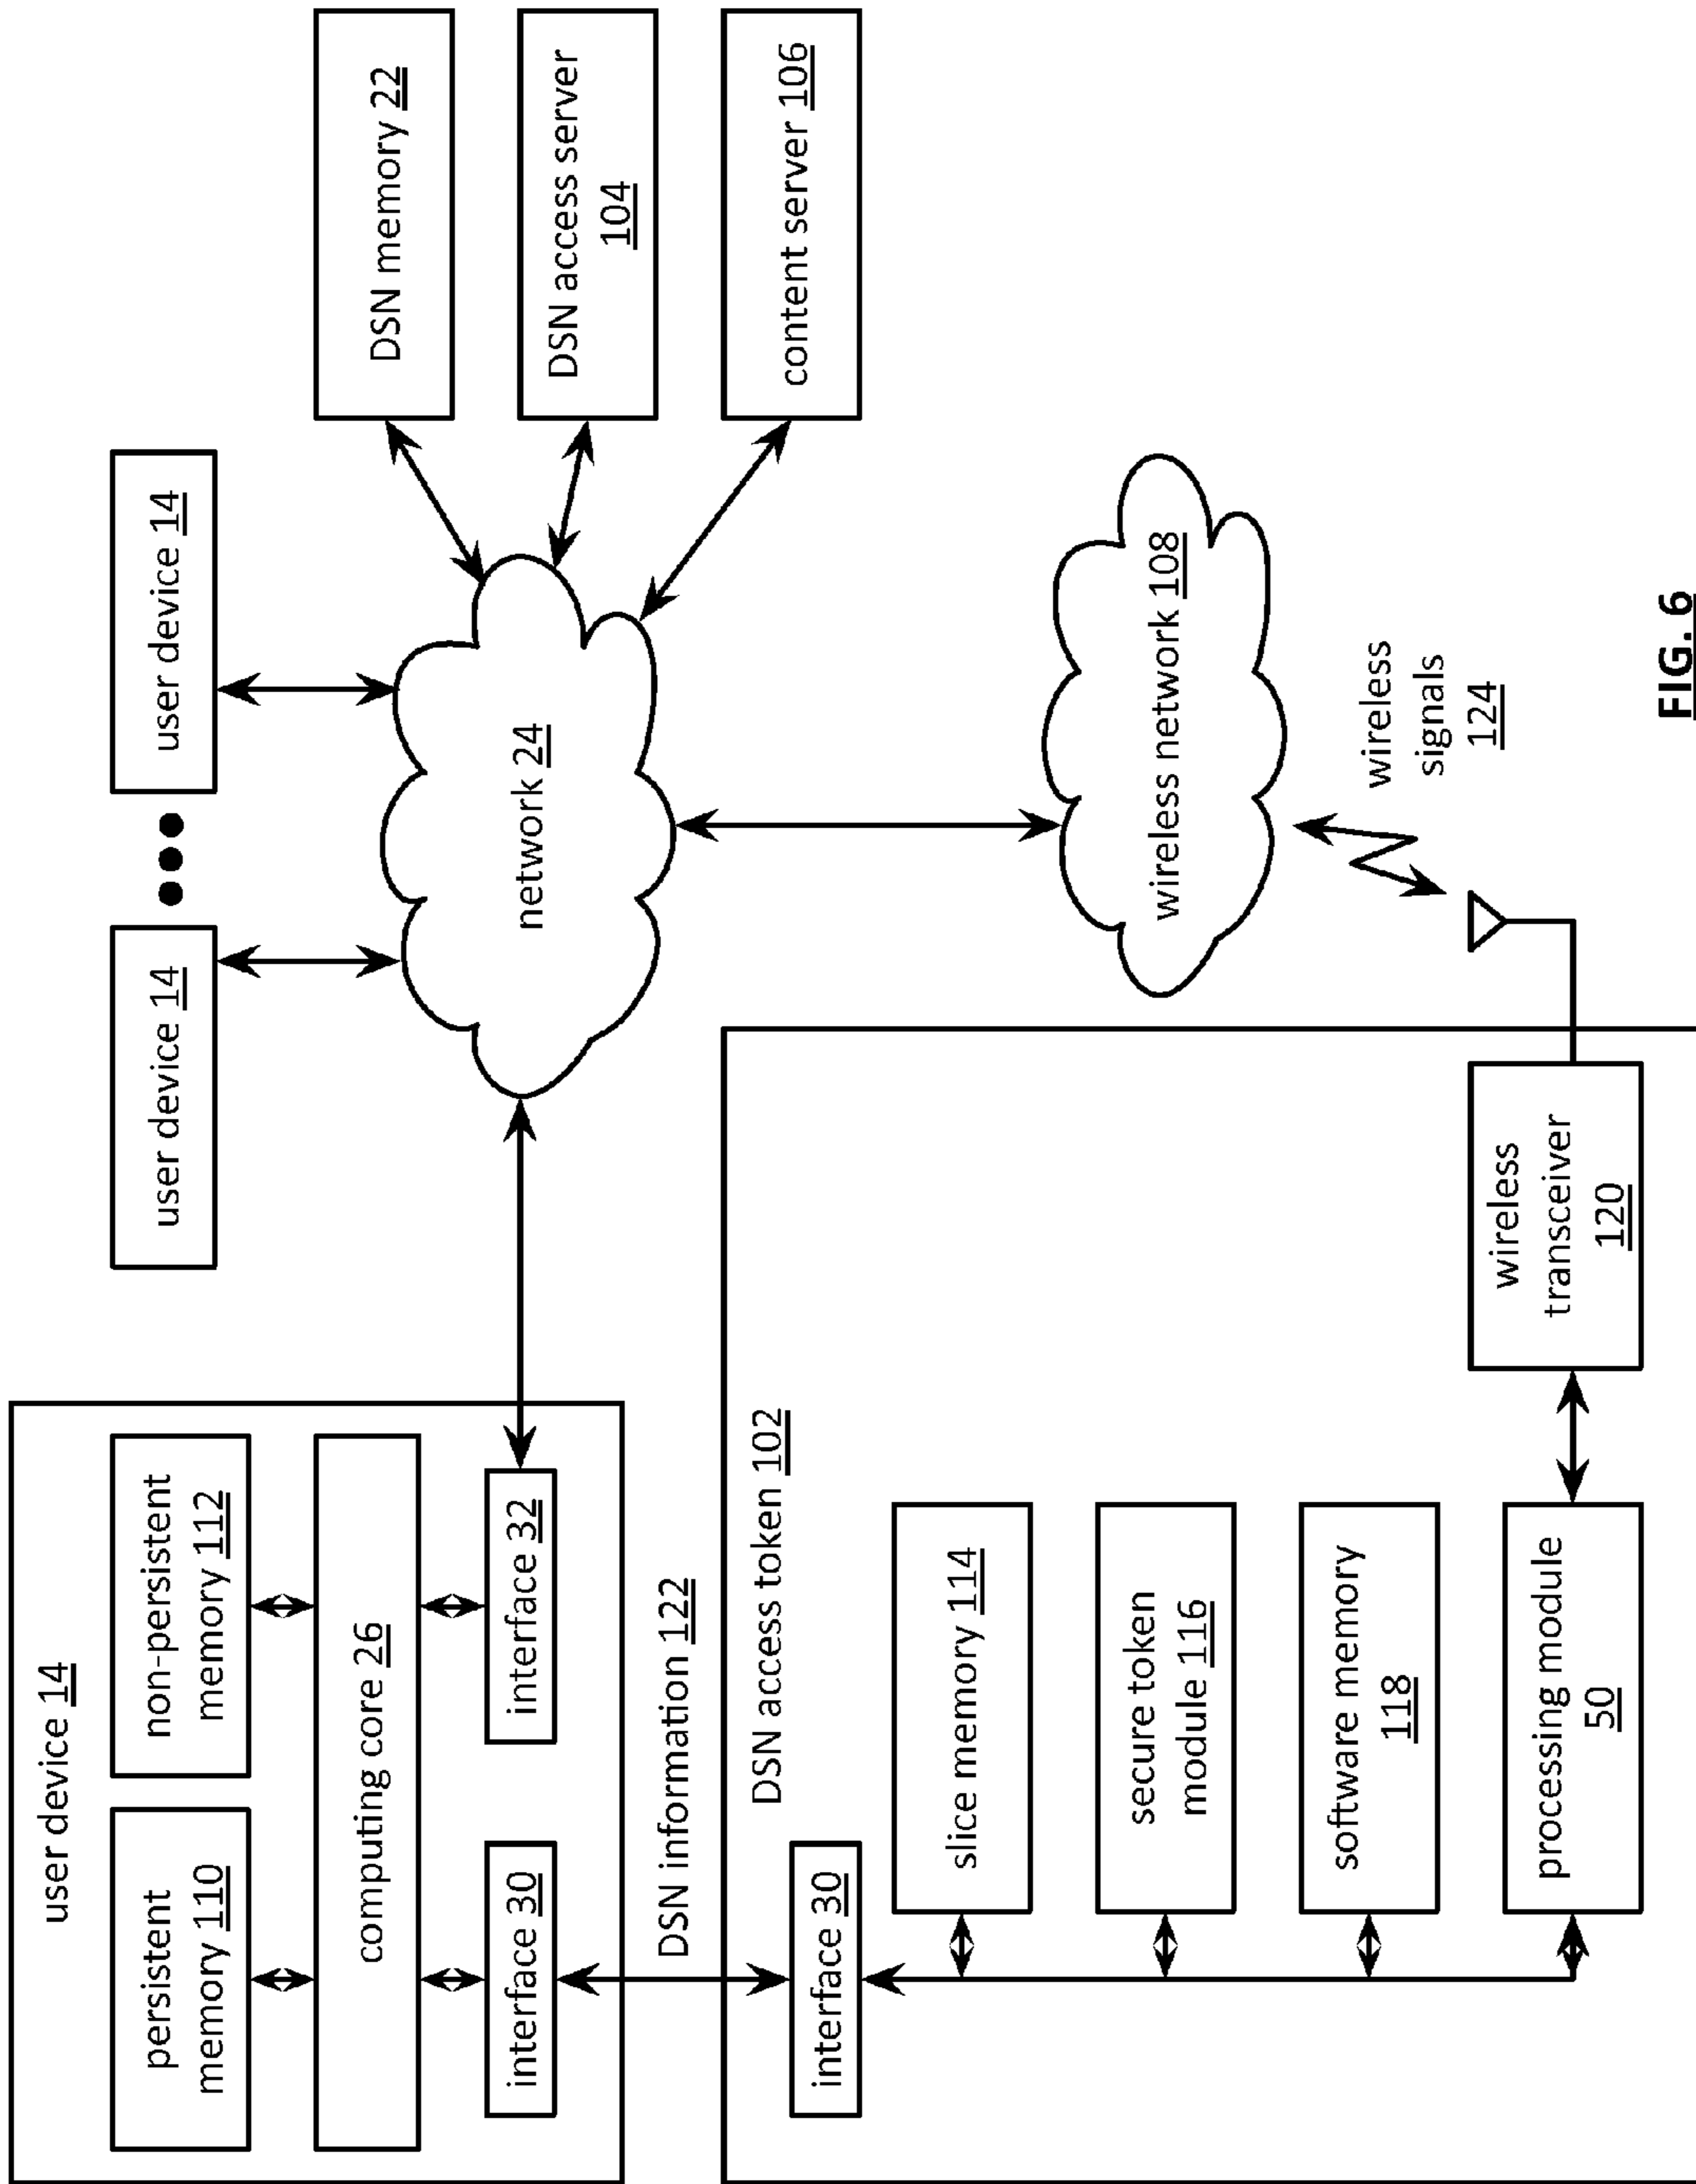 user device 14
persistent
memory 110
non-persistent
memory 112
computing core 26
interface 30
interface 32
user device 14
user device 14
network 24
DSN memory 22
DSN access server
104
content server 106
DSN information 122
DSN access token 102
interface 30
slice memory 114
secure token
module 116
software memory
118
processing module
50
wireless
transceiver
120
wireless network 108
wireless
signals
124
FIG. 6